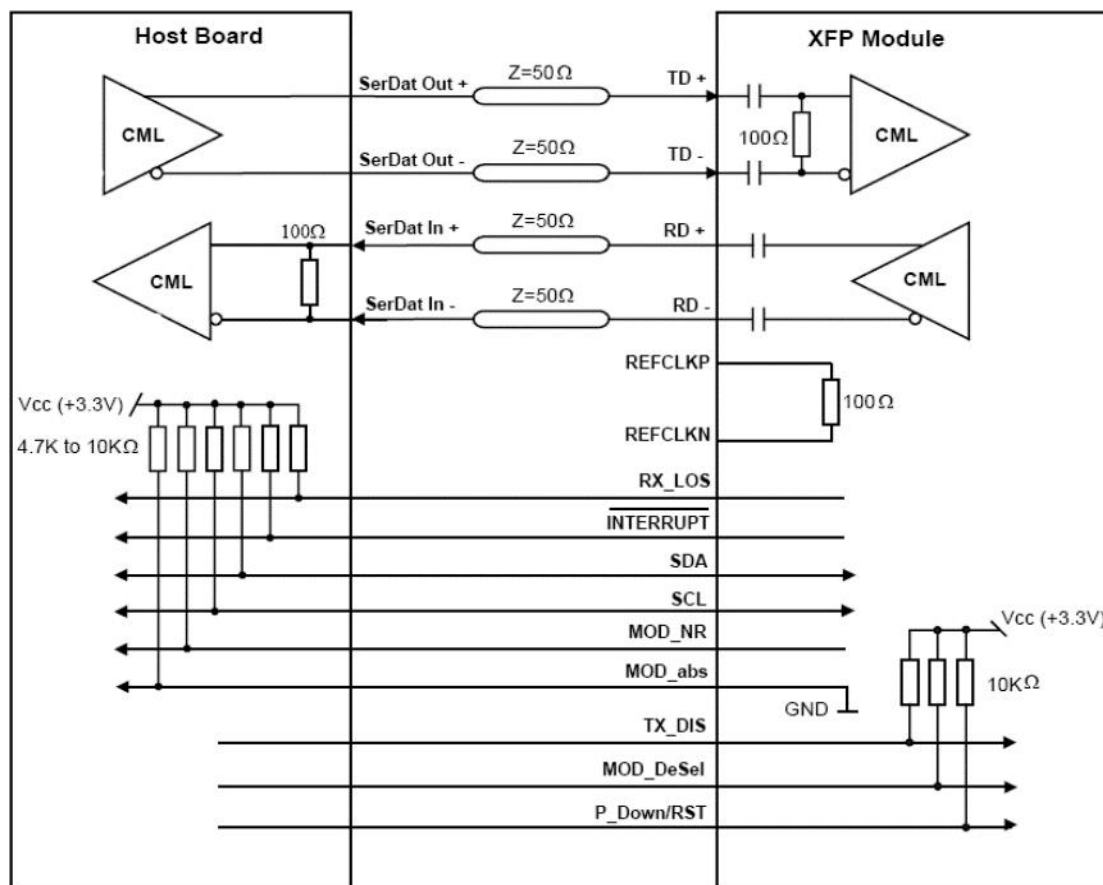 Host Board
XFP Module
SerDat Out +
Z=50Ω
TD +
CML
100Ω
CML
SerDat Out -
Z=50Ω
TD -
100Ω
SerDat In +
Z=50Ω
RD +
CML
CML
SerDat In -
Z=50Ω
RD -
REFCLKP
100Ω
REFCLKN
Vcc (+3.3V)
4.7K to 10KΩ
RX_LOS
INTERRUPT
SDA
SCL
Vcc (+3.3V)
MOD_NR
MOD_abs
10KΩ
GND
TX_DIS
MOD_DeSel
P_Down/RST